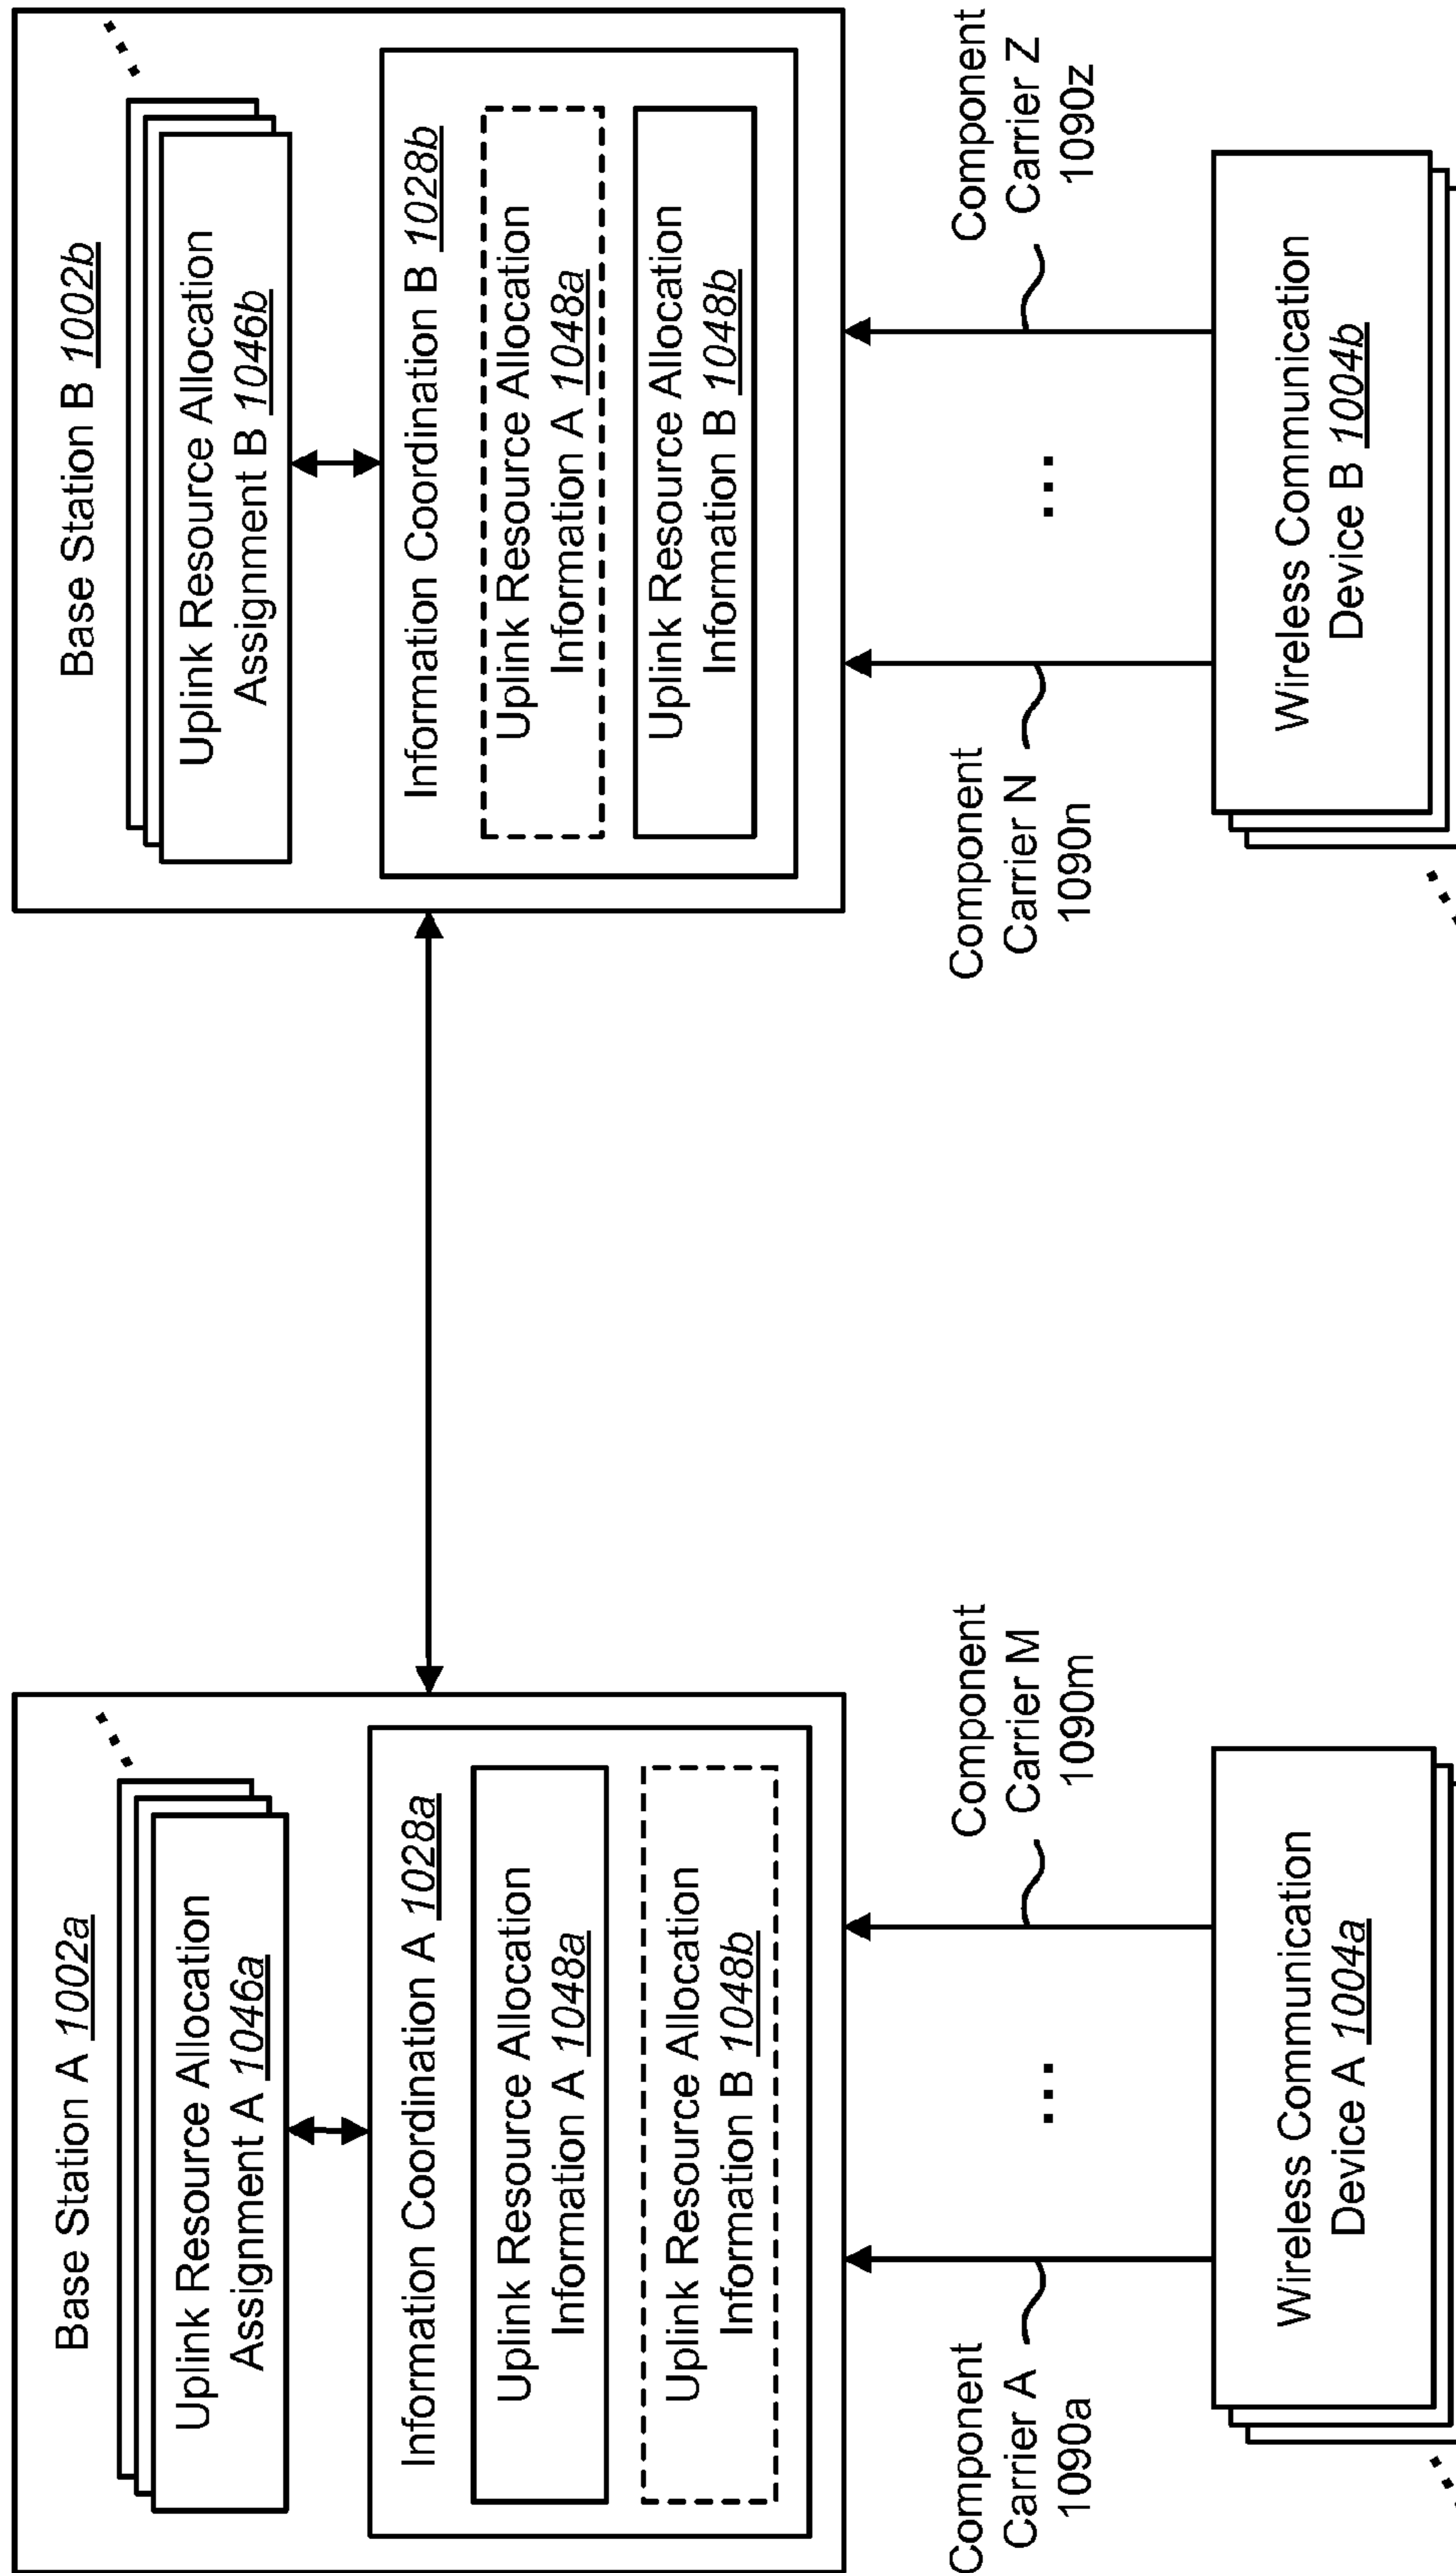 Base Station A 1002a
Uplink Resource Allocation
Assignment A 1046a
Information Coordination A 1028a
Uplink Resource Allocation
Information A 1048a
Uplink Resource Allocation
Information B 1048b
Component
Carrier A
1090a
...
Component
Carrier M
1090m
Wireless Communication
Device A 1004a
Base Station B 1002b
Uplink Resource Allocation
Assignment B 1046b
Information Coordination B 1028b
Uplink Resource Allocation
Information A 1048a
Uplink Resource Allocation
Information B 1048b
Component
Carrier N
1090n
...
Component
Carrier Z
1090z
Wireless Communication
Device B 1004b